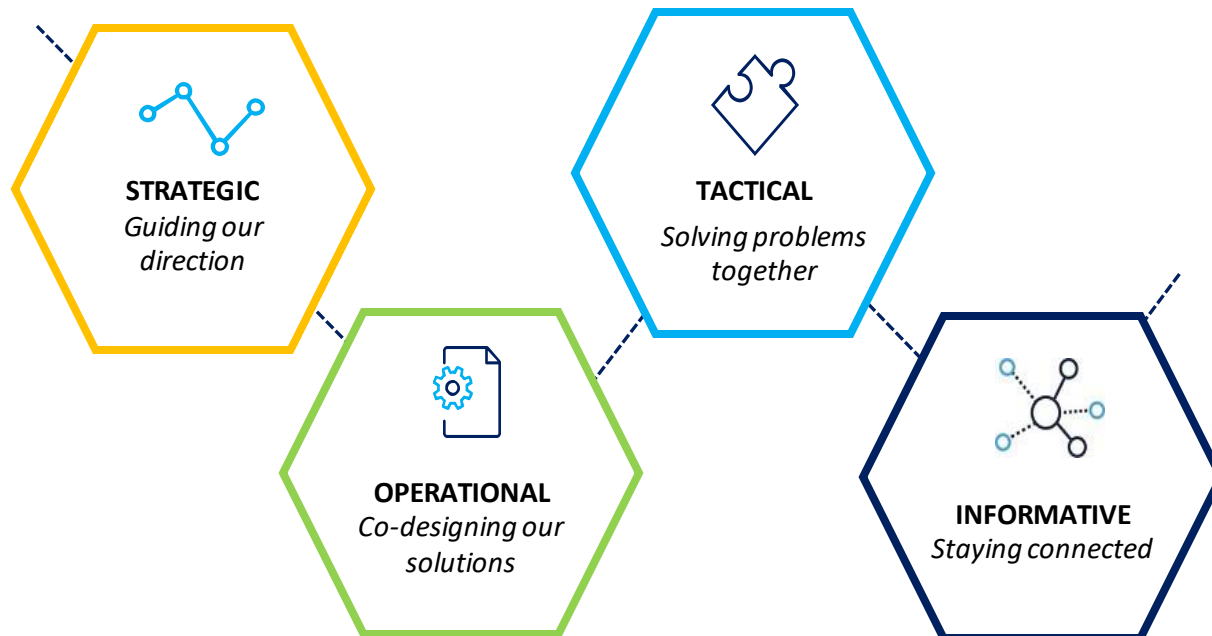 STRATEGIC
Guiding our
direction
OPERATIONAL
Co-designing our
solutions
TACTICAL
Solving problems
together
INFORMATIVE
Staying connected